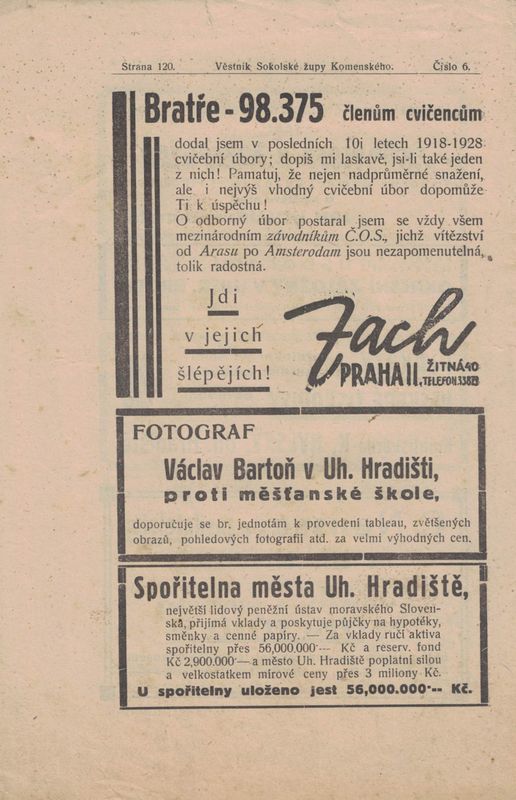 Strana 120. Věstník Sokolské župy Komenského. Číslo 6.
Bratře - 98.375 členům cvičencům
dodal jsem v posledních 10i letech 1918-1928
cvičební úbory; dopiš mi laskavě, jsi-li také jeden
z nich! Pamatuj, že nejen nadprůměrné snažení,
ale i nejvýš vhodný cvičební úbor dopomůže
Ti k úspěchu!
O odborný úbor postaral jsem se vždy všem
mezinárodním závodníkům Č.O.S., jichž vítězství
od Arasu po Amsterodam jsou nezapomenutelná,
tolik radostná.
Jdi
v jejich
šlépějích!
Zach
PRAHA II, ŽITNÁ 40
TELEFON
FOTOGRAF
Václav Bartoň v Uh. Hradišti,
proti měšťanské škole,
doporučuje se br. jednotám k provedení tableau, zvětšených
obrazů, pohledových fotografií atd. za velmi výhodných cen.
Spořitelna města Uh. Hradiště,
největší lidový peněžní ústav moravského Sloven-
ska, přijímá vklady a poskytuje půjčky na hypotéky,
směnky a cenné papíry. — Za vklady ručí aktiva
spořitelny přes 56,000.000·— Kč a reserv. fond
Kč 2,900.000·— a město Uh. Hradiště poplatní silou
a velkostatkem mírové ceny přes 3 miliony Kč.
U spořitelny uloženo jest 56,000.000·-- Kč.